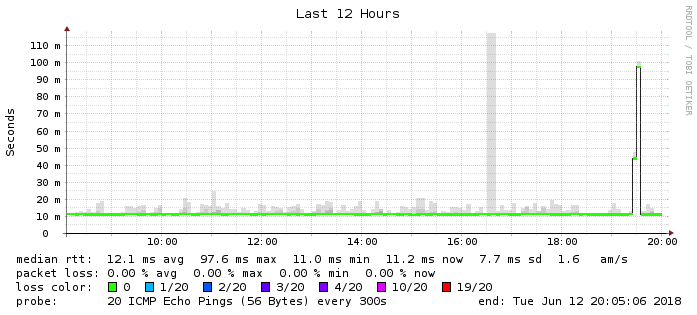 Last 12 Hours
RRDTOOL / TOBI OETIKER
Seconds
110 m
100 m
90 m
80 m
70 m
60 m
50 m
40 m
30 m
20 m
10 m
0
10:00 12:00 14:00 16:00 18:00 20:00
median rtt: 12.1 ms avg 97.6 ms max 11.0 ms min 11.2 ms now 7.7 ms sd 1.6 am/s
packet loss: 0.00 % avg 0.00 % max 0.00 % min 0.00 % now
loss color: 0 1/20 2/20 3/20 4/20 10/20 19/20
probe: 20 ICMP Echo Pings (56 Bytes) every 300s end: Tue Jun 12 20:05:06 2018